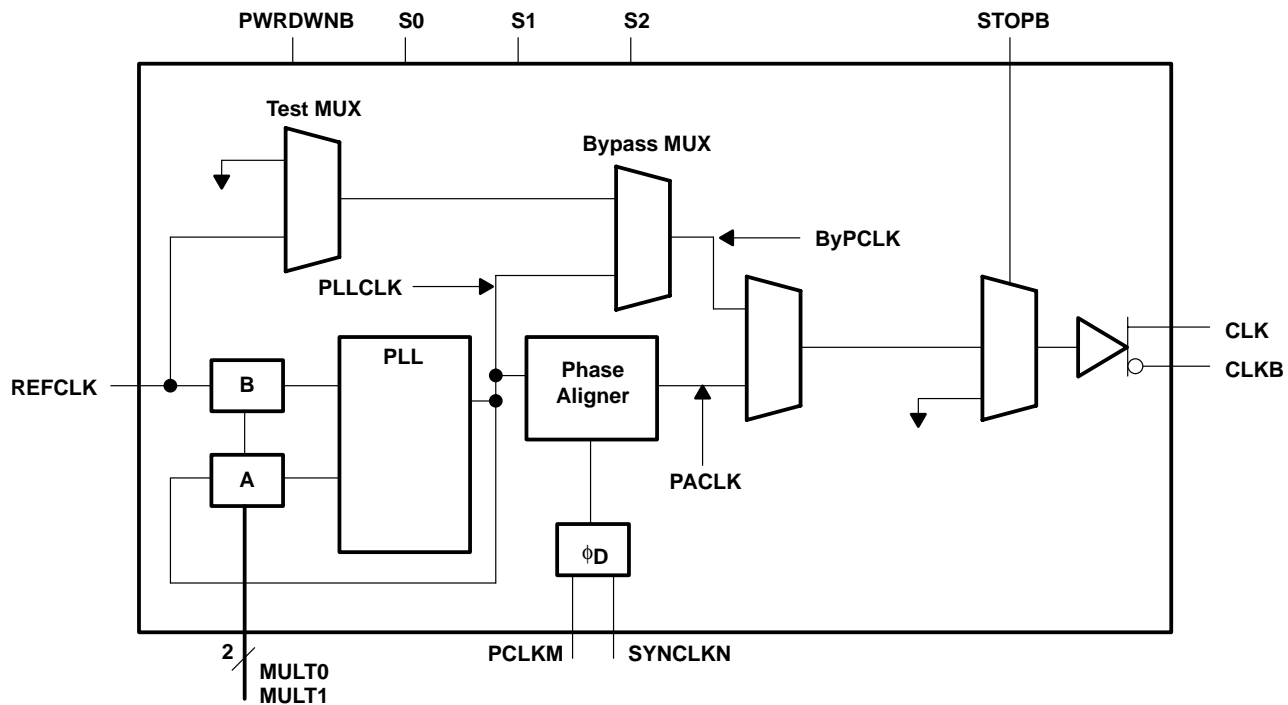 PWRDWNB
S0
S1
S2
STOPB
Test MUX
Bypass MUX
ByPCLK
PLLCLK
PLL
Phase
Aligner
CLK
CLKB
REFCLK
B
A
PACLK
ϕD
2
MULT0
MULT1
PCLKM
SYNCLKN